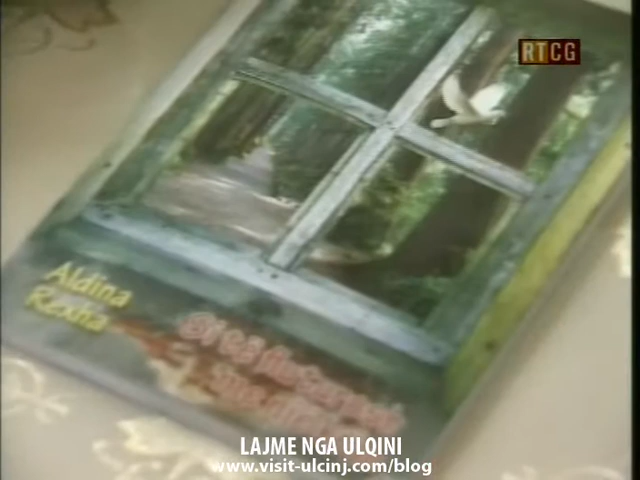 RTCG
Aldina
Rexha
LAJME NGA ULQINI
www.visit-ulcinj.com/blog